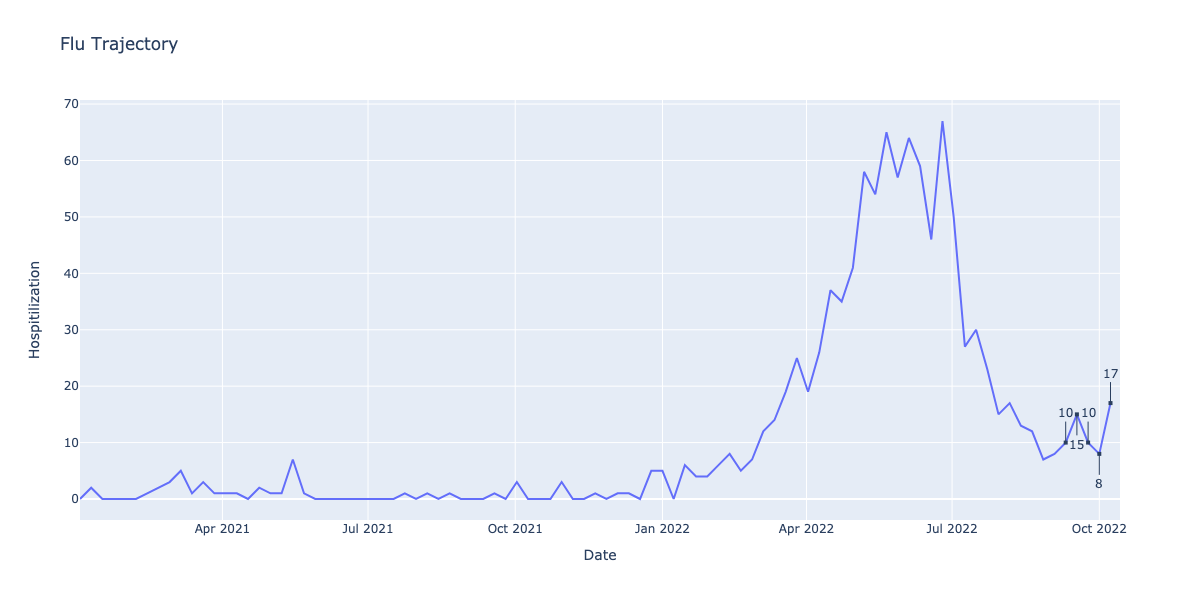 Flu Trajectory
70
60
50
40
30
20
10
0
Hospitilization
17
10
10
15
8
Apr 2021
Jul 2021
Oct 2021
Jan 2022
Apr 2022
Jul 2022
Oct 2022
Date